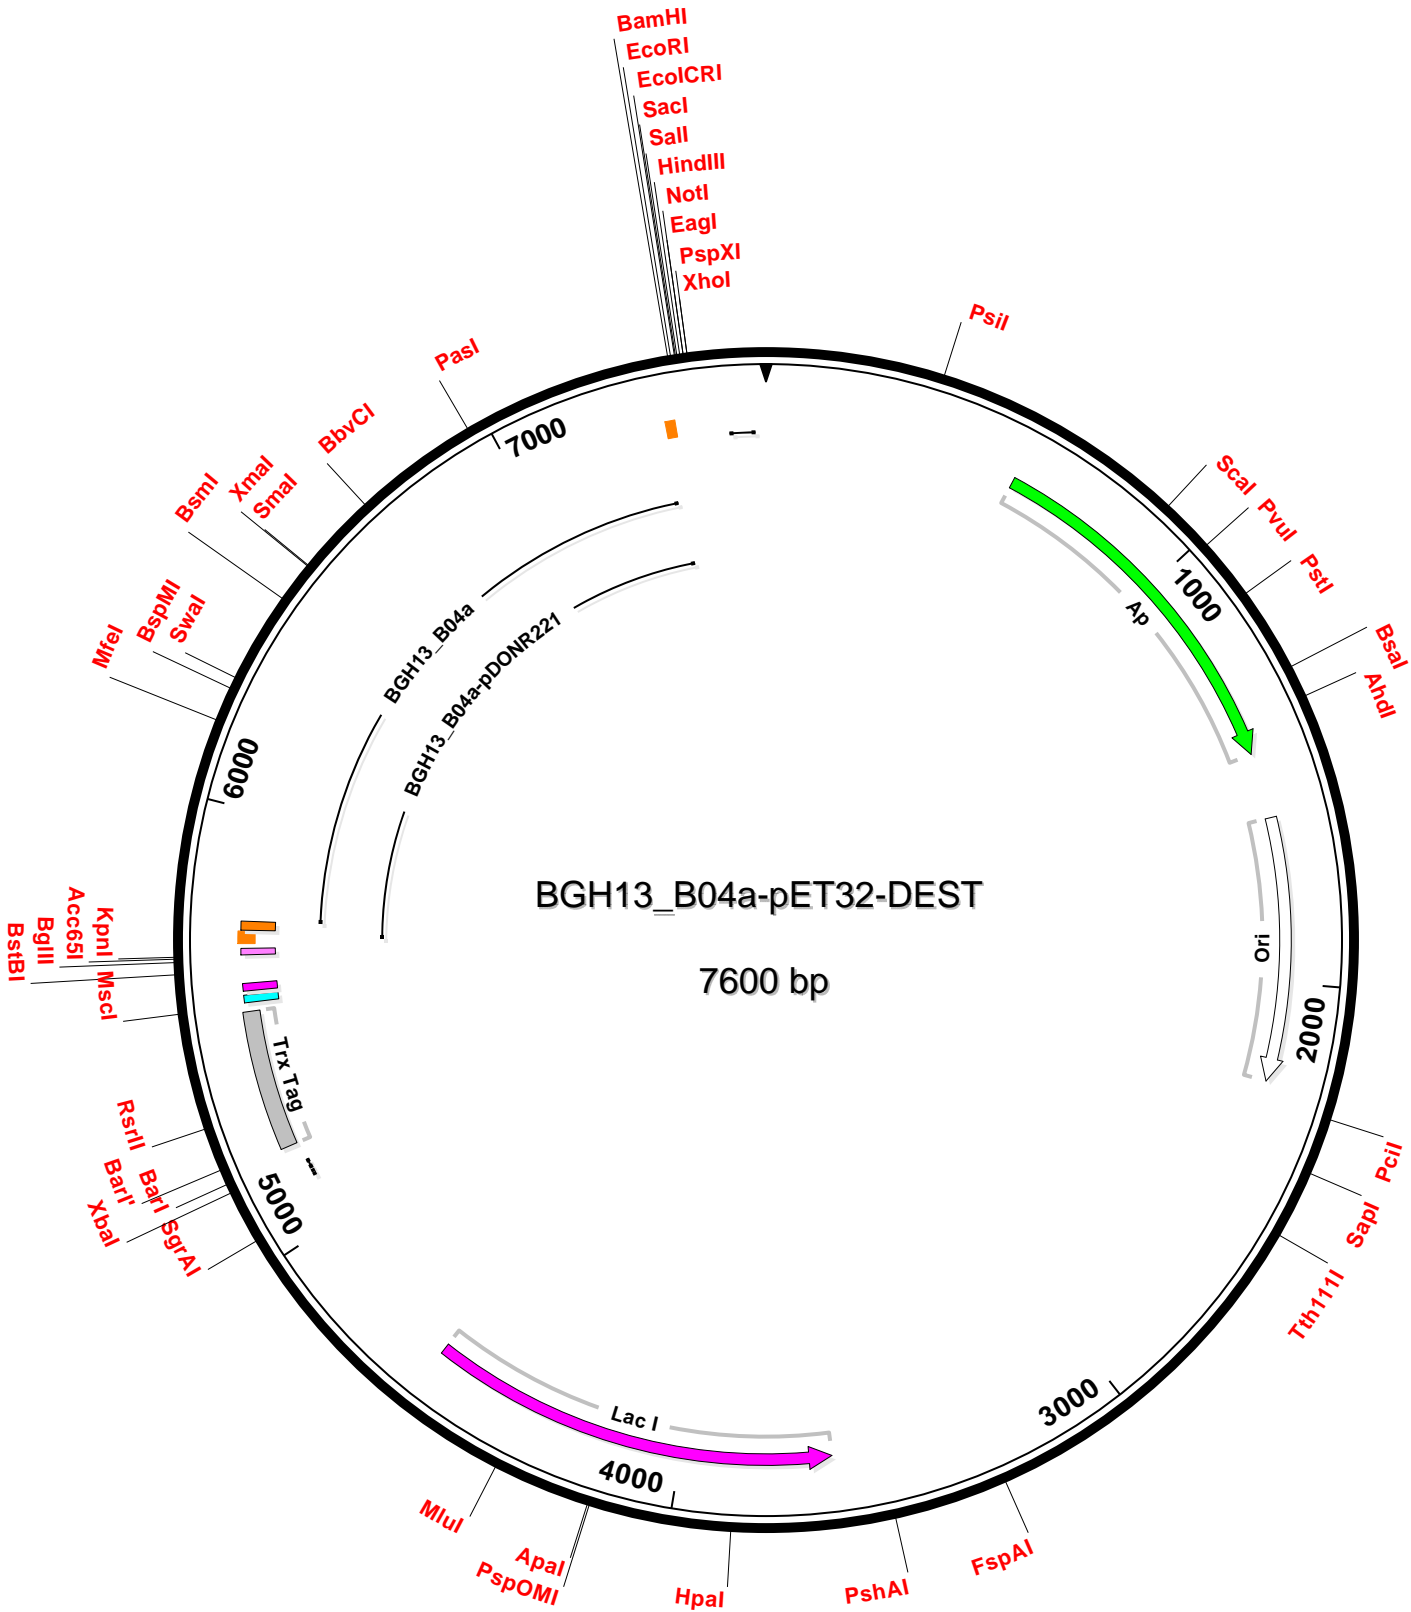 BamHI
EcoRI
EcoICRI
SacI
SalI
HindIII
NotI
EagI
PspXI
XhoI
PsiI
PasI
BbvCI
XmaI
SmaI
BsmI
BspMI
SwaI
MfeI
ScaI
PvuI
PstI
BsaI
AhdI
7000
1000
Ap
BGH13_B04a
BGH13_B04a-pDONR221
6000
BGH13_B04a-pET32-DEST
7600 bp
Ori
2000
KpnI
Acc65I
BglII
BstBI
MscI
Trx Tag
RsrII
BarI'
BarI
XbaI
SgrAI
5000
PciI
SapI
Tth111I
3000
Lac I
4000
MluI
ApaI
PspOMI
HpaI
PshAI
FspAI